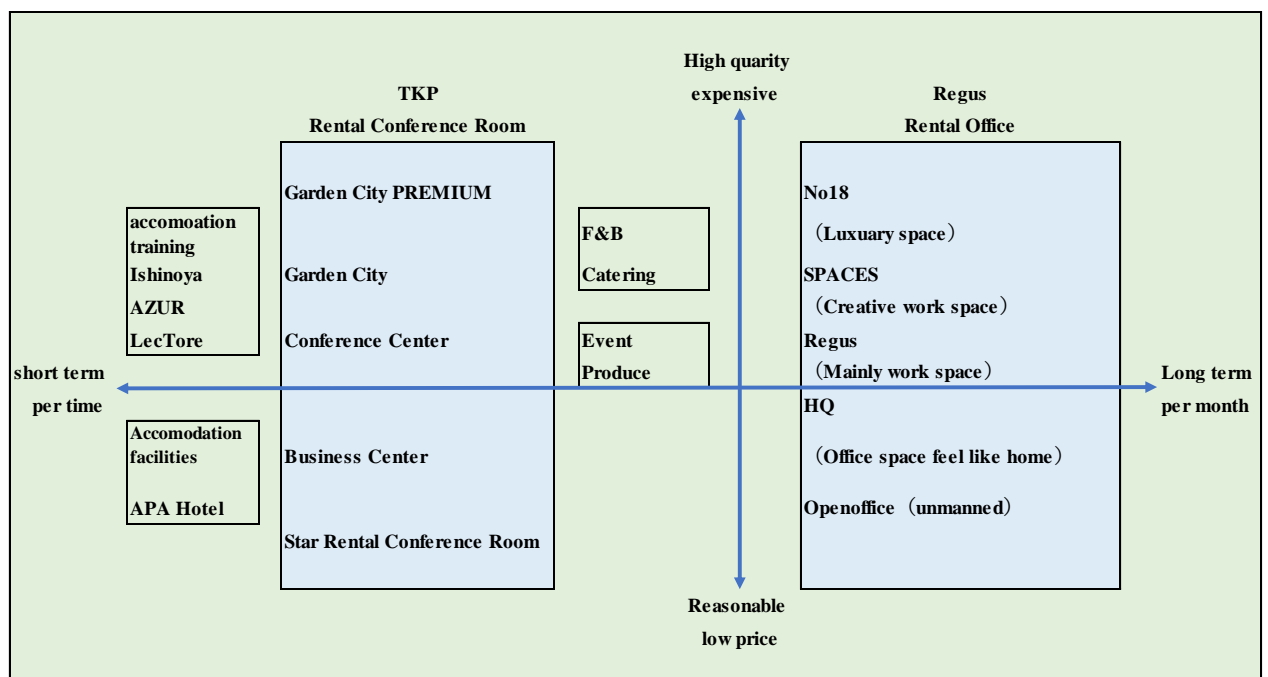 High quarity
expensive
TKP
Rental Conference Room
Regus
Rental Office
accomoation
training
Ishinoya
AZUR
LecTore
Garden City PREMIUM
Garden City
Conference Center
F&B
Catering
Event
Produce
No18
（Luxuary space）
SPACES
（Creative work space）
Regus
（Mainly work space）
short term
per time
Long term
per month
Accomodation
facilities
APA Hotel
Business Center
Star Rental Conference Room
HQ
（Office space feel like home）
Openoffice（unmanned）
Reasonable
low price